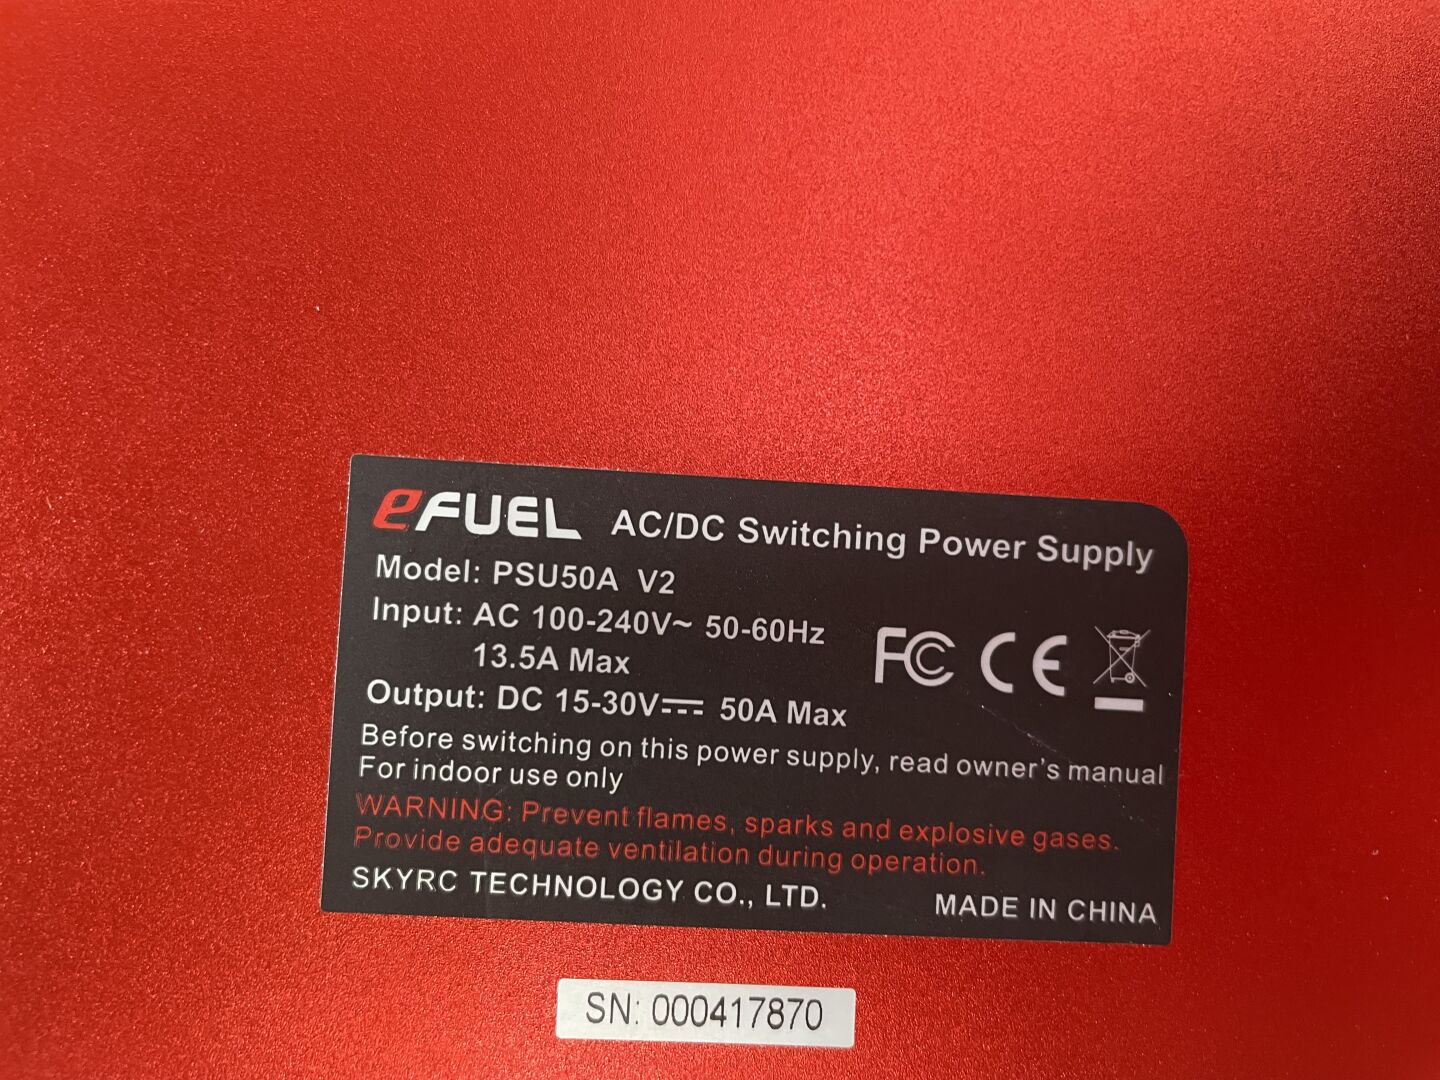 eFUEL AC/DC Switching Power Supply
Model: PSU50A V2
Input: AC 100-240V~ 50-60Hz
13.5A Max
Output: DC 15-30V⎓ 50A Max
FC CE
Before switching on this power supply, read owner's manual
For indoor use only
WARNING: Prevent flames, sparks and explosive gases.
Provide adequate ventilation during operation.
SKYRC TECHNOLOGY CO., LTD. MADE IN CHINA
SN: 000417870